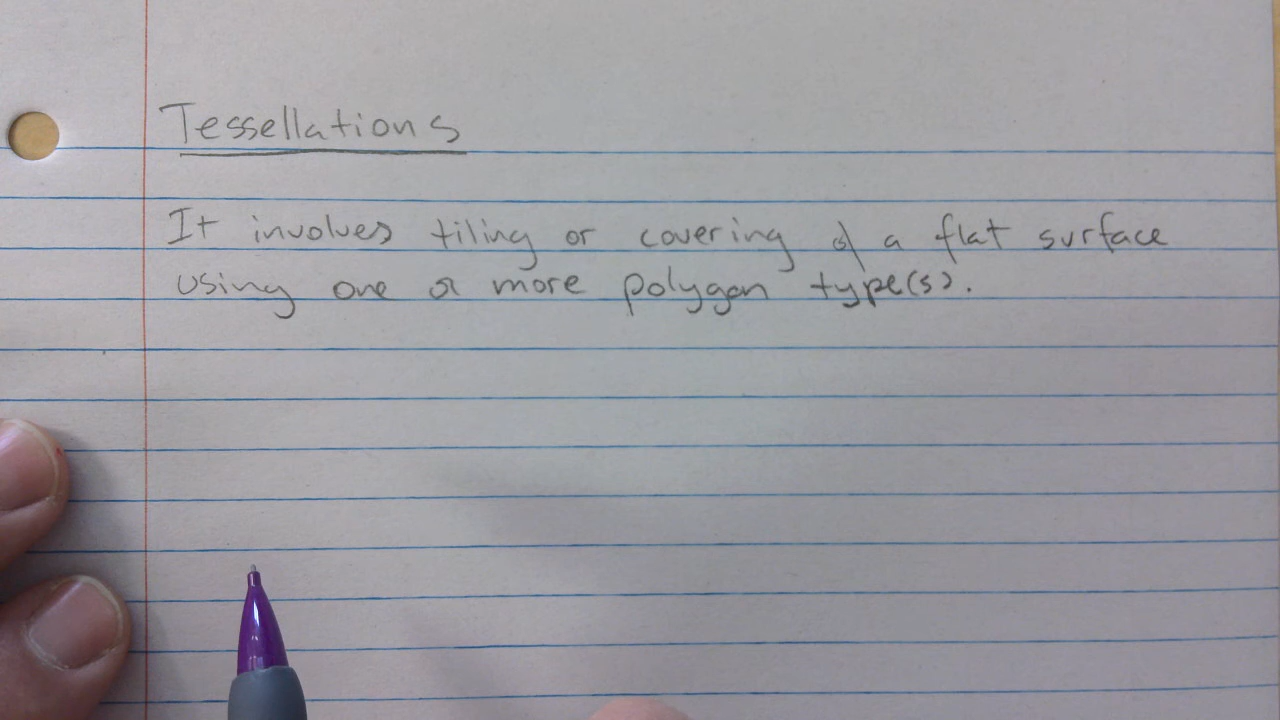 Tessellations
It involves tiling or covering of a flat surface
using one or more polygon type(s).